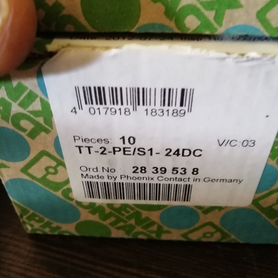 4 017918 183189
Pieces: 10
V/C:03
TT-2-PE/S1- 24DC
Ord.No.: 28 39 53 8
Made by Phoenix Contact in Germany